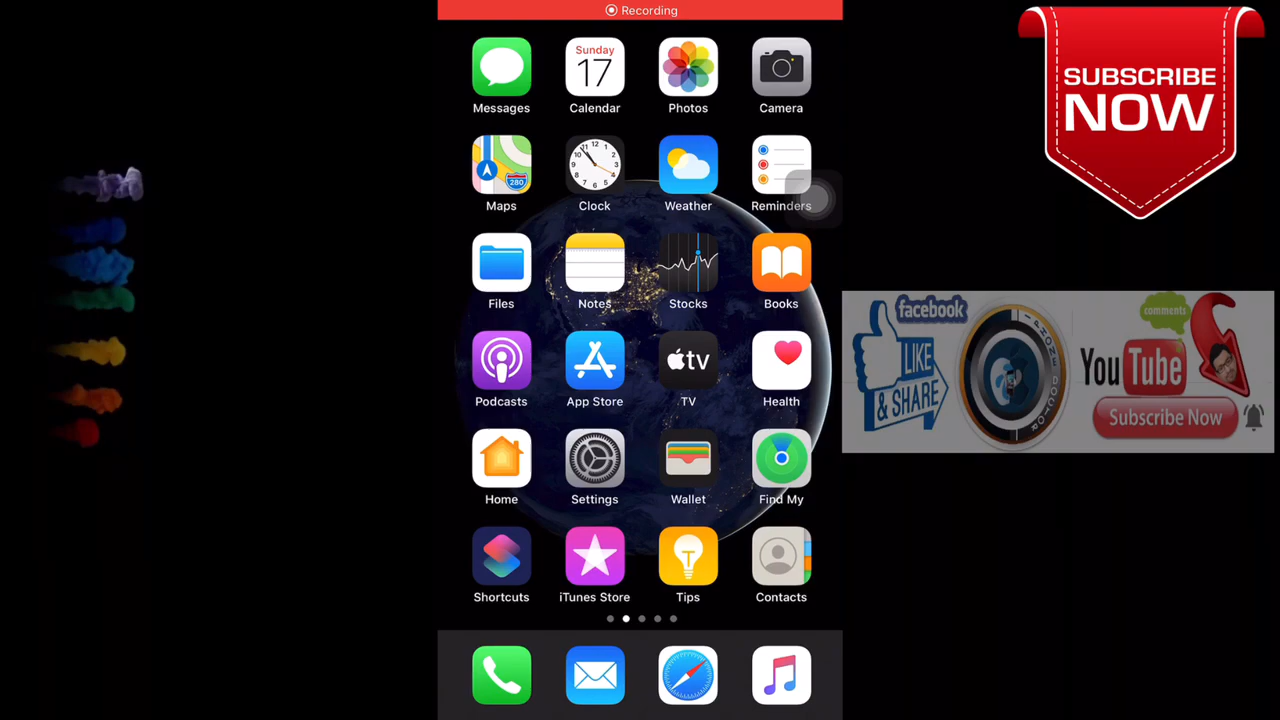 Recording
Sunday
17
Messages
Calendar
Photos
Camera
280
Maps
Clock
Weather
Reminders
Files
Notes
Stocks
Books
tv
Podcasts
App Store
TV
Health
Home
Settings
Wallet
Find My
Shortcuts
iTunes Store
Tips
Contacts
SUBSCRIBE
NOW
facebook
LIKE
& SHARE
IPHONE DOCTOR
comments
YouTube
Subscribe Now